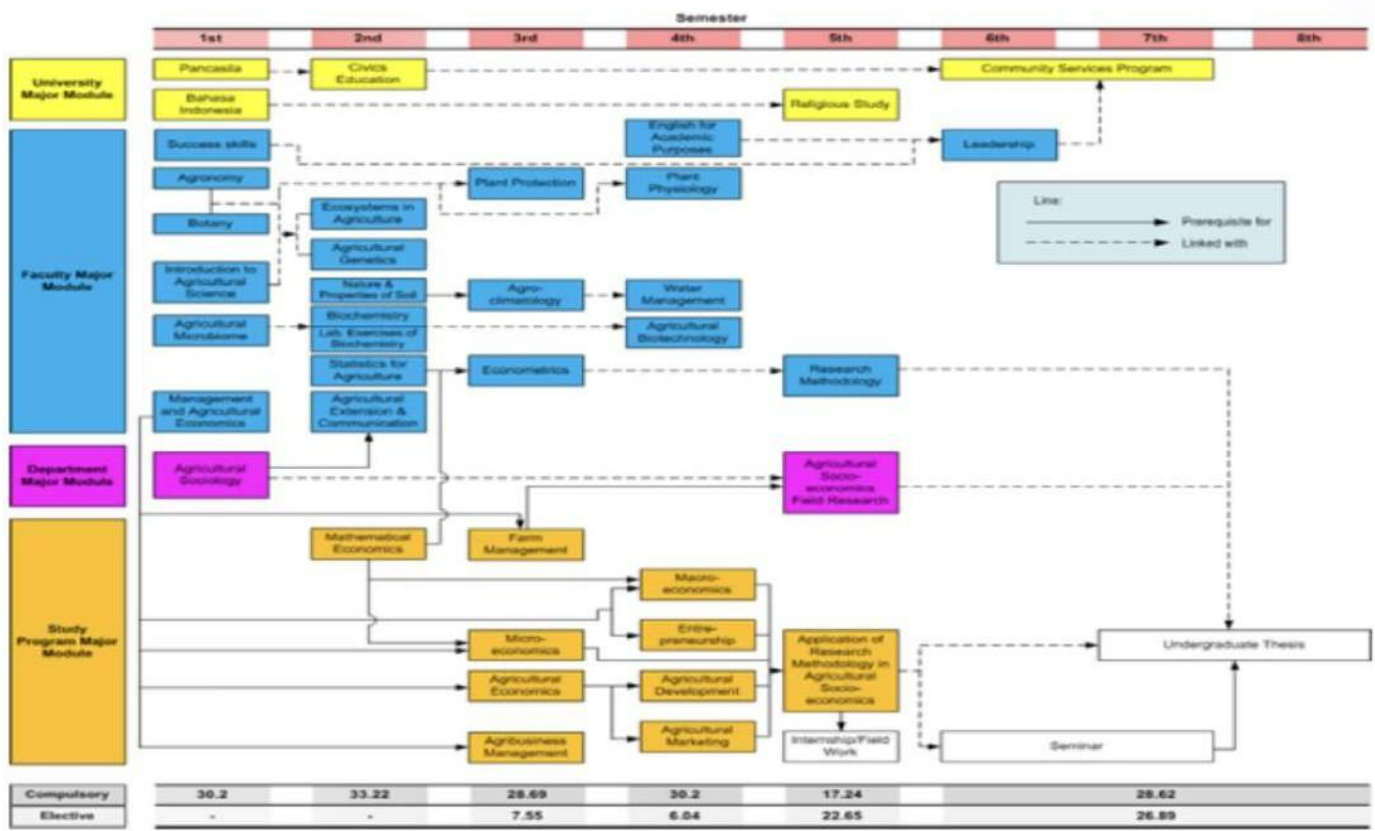 Semester
1st 2nd 3rd 4th 5th 6th 7th 8th
University
Major Module
Pancasila
Civics
Education
Community Services Program
Bahasa
Indonesia
Religious Study
Faculty Major
Module
Success skills
English for
Academic
Purposes
Leadership
Agronomy
Plant Protection
Plant
Physiology
Botany
Ecosystems in
Agriculture
Agricultural
Genetics
Introduction to
Agricultural
Science
Nature &
Properties of Soil
Agro-
climatology
Water
Management
Agricultural
Microbiome
Biochemistry
Lab. Exercises of
Biochemistry
Agricultural
Biotechnology
Statistics for
Agriculture
Econometrics
Research
Methodology
Management
and Agricultural
Economics
Agricultural
Extension &
Communication
Line:
Prerequisite for
Linked with
Department
Major Module
Agricultural
Sociology
Agricultural
Socio-
economics
Field Research
Study
Program Major
Module
Mathematical
Economics
Farm
Management
Macro-
economics
Entre-
preneurship
Micro-
economics
Agricultural
Economics
Agricultural
Development
Agribusiness
Management
Agricultural
Marketing
Application of
Research
Methodology in
Agricultural
Socio-
economics
Internship/Field
Work
Undergraduate Thesis
Seminar
Compulsory 30.2 33.22 28.69 30.2 17.24 28.62
Elective - - 7.55 6.04 22.65 26.89